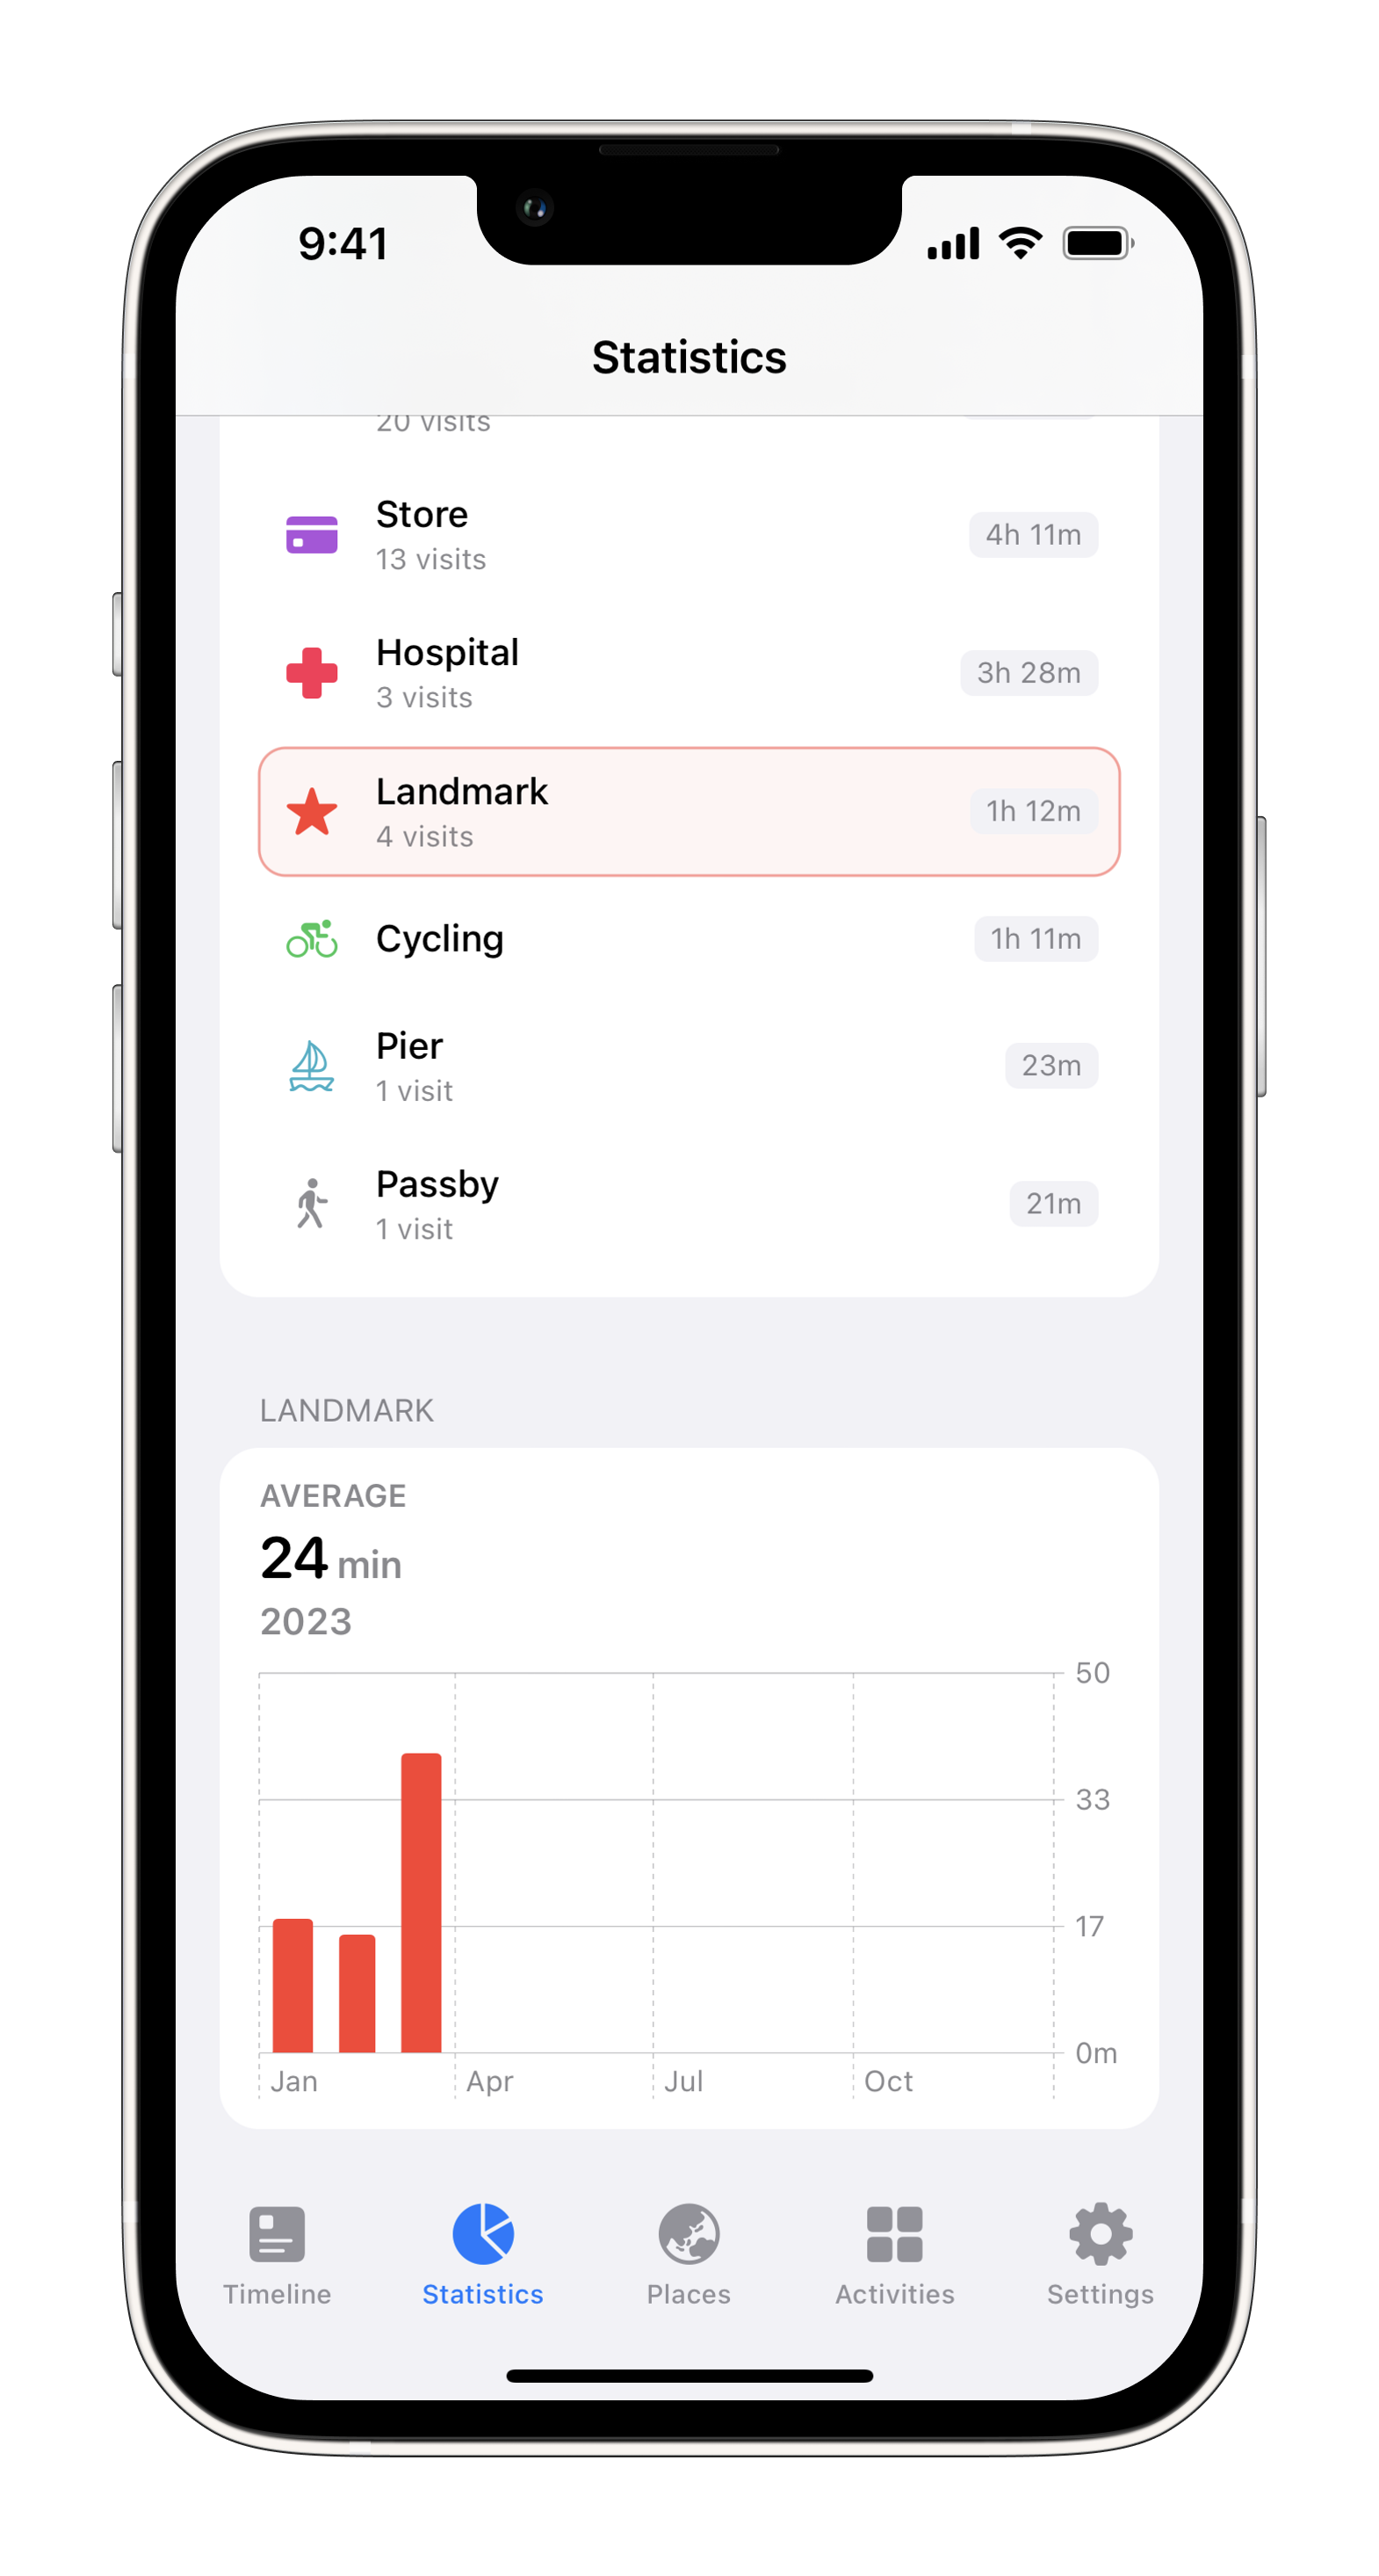 9:41
Statistics
20 visits
Store
13 visits
4h 11m
Hospital
3 visits
3h 28m
Landmark
4 visits
1h 12m
Cycling
1h 11m
Pier
1 visit
23m
Passby
1 visit
21m
LANDMARK
AVERAGE
24 min
2023
50
33
17
0m
Jan Apr Jul Oct
Timeline Statistics Places Activities Settings